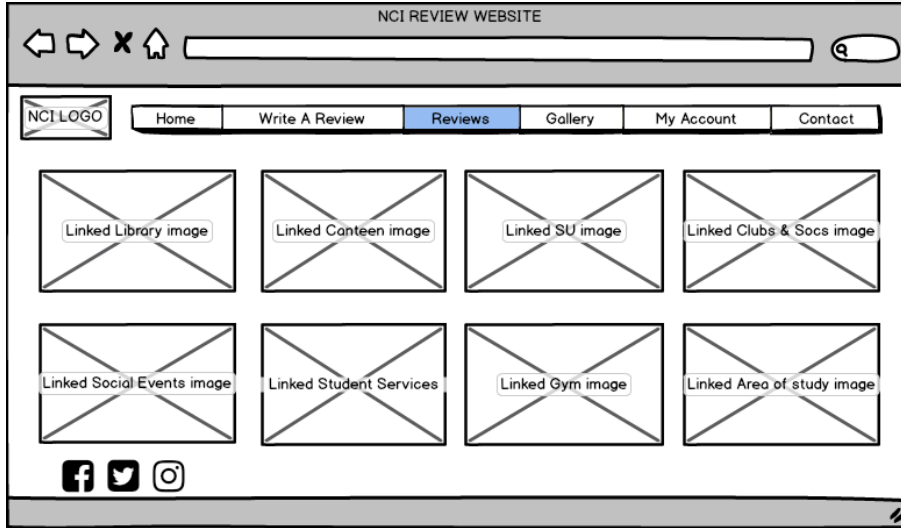 NCI REVIEW WEBSITE
NCI LOGO
Home Write A Review Reviews Gallery My Account Contact
Linked Library image Linked Canteen image Linked SU image Linked Clubs & Socs image
Linked Social Events image Linked Student Services Linked Gym image Linked Area of study image